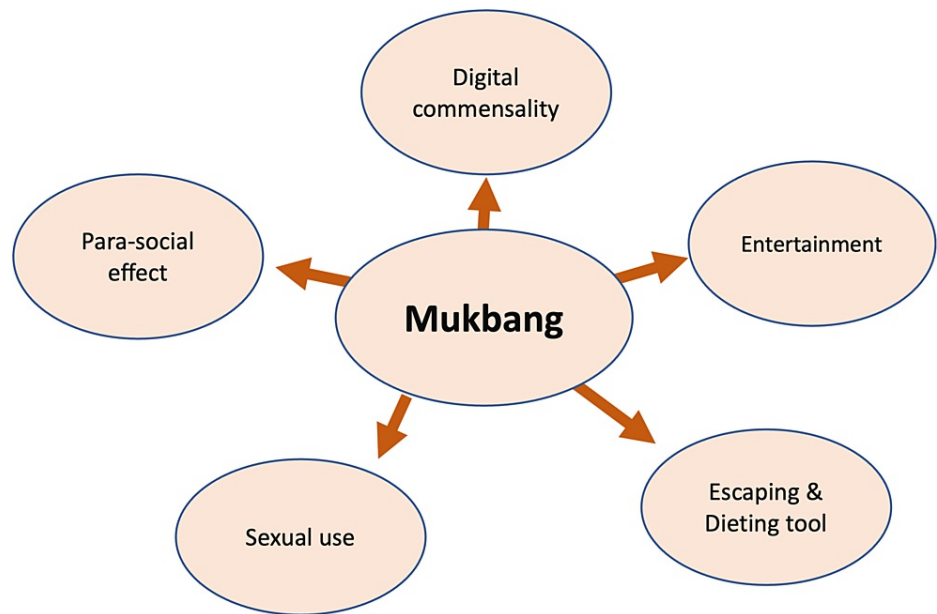 Digital
commensality
Para-social
effect
Entertainment
Mukbang
Sexual use
Escaping &
Dieting tool